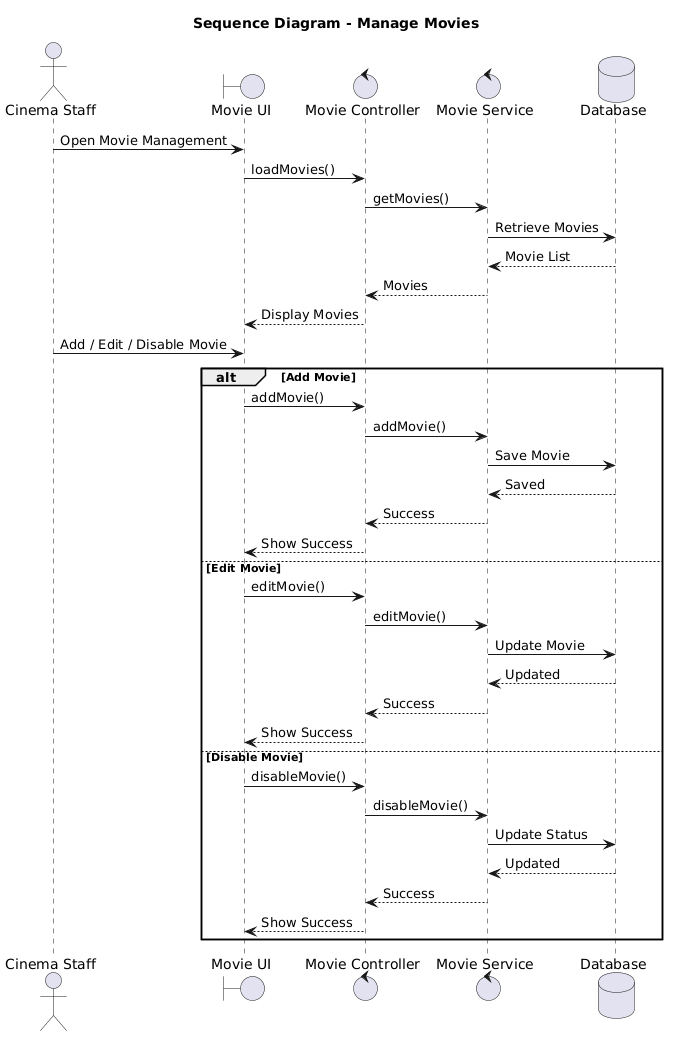 Sequence Diagram - Manage Movies
Cinema Staff
Movie UI
Movie Controller
Movie Service
Database
Open Movie Management
loadMovies()
getMovies()
Retrieve Movies
Movie List
Movies
Display Movies
Add / Edit / Disable Movie
alt [Add Movie]
addMovie()
addMovie()
Save Movie
Saved
Success
Show Success
[Edit Movie]
editMovie()
editMovie()
Update Movie
Updated
Success
Show Success
[Disable Movie]
disableMovie()
disableMovie()
Update Status
Updated
Success
Show Success
Cinema Staff
Movie UI
Movie Controller
Movie Service
Database